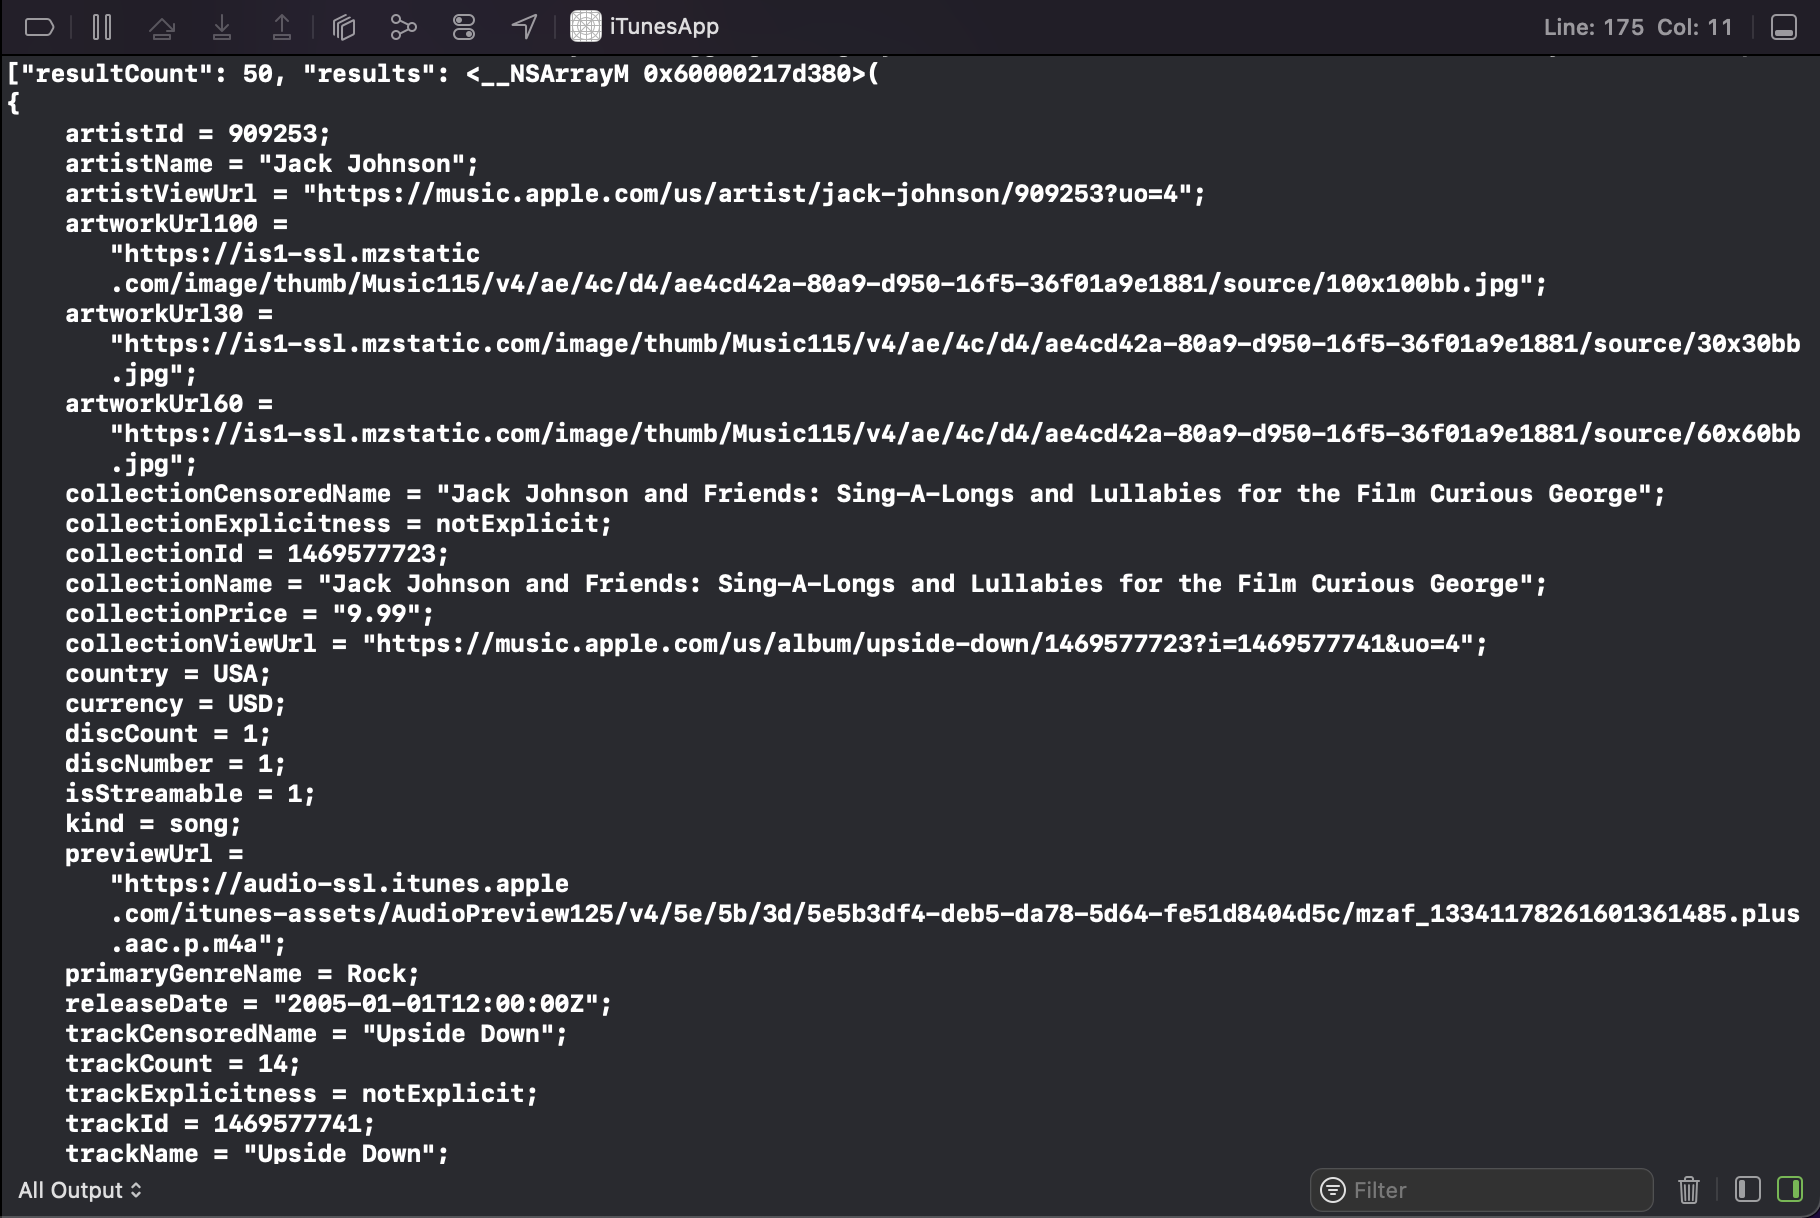 iTunesApp
Line: 175 Col: 11
["resultCount": 50, "results": <__NSArrayM 0x60000217d380>(
{
artistId = 909253;
artistName = "Jack Johnson";
artistViewUrl = "https://music.apple.com/us/artist/jack-johnson/909253?uo=4";
artworkUrl100 =
"https://is1-ssl.mzstatic
.com/image/thumb/Music115/v4/ae/4c/d4/ae4cd42a-80a9-d950-16f5-36f01a9e1881/source/100x100bb.jpg";
artworkUrl30 =
"https://is1-ssl.mzstatic.com/image/thumb/Music115/v4/ae/4c/d4/ae4cd42a-80a9-d950-16f5-36f01a9e1881/source/30x30bb
.jpg";
artworkUrl60 =
"https://is1-ssl.mzstatic.com/image/thumb/Music115/v4/ae/4c/d4/ae4cd42a-80a9-d950-16f5-36f01a9e1881/source/60x60bb
.jpg";
collectionCensoredName = "Jack Johnson and Friends: Sing-A-Longs and Lullabies for the Film Curious George";
collectionExplicitness = notExplicit;
collectionId = 1469577723;
collectionName = "Jack Johnson and Friends: Sing-A-Longs and Lullabies for the Film Curious George";
collectionPrice = "9.99";
collectionViewUrl = "https://music.apple.com/us/album/upside-down/1469577723?i=1469577741&uo=4";
country = USA;
currency = USD;
discCount = 1;
discNumber = 1;
isStreamable = 1;
kind = song;
previewUrl =
"https://audio-ssl.itunes.apple
.com/itunes-assets/AudioPreview125/v4/5e/5b/3d/5e5b3df4-deb5-da78-5d64-fe51d8404d5c/mzaf_13341178261601361485.plus
.aac.p.m4a";
primaryGenreName = Rock;
releaseDate = "2005-01-01T12:00:00Z";
trackCensoredName = "Upside Down";
trackCount = 14;
trackExplicitness = notExplicit;
trackId = 1469577741;
trackName = "Upside Down";
All Output
Filter